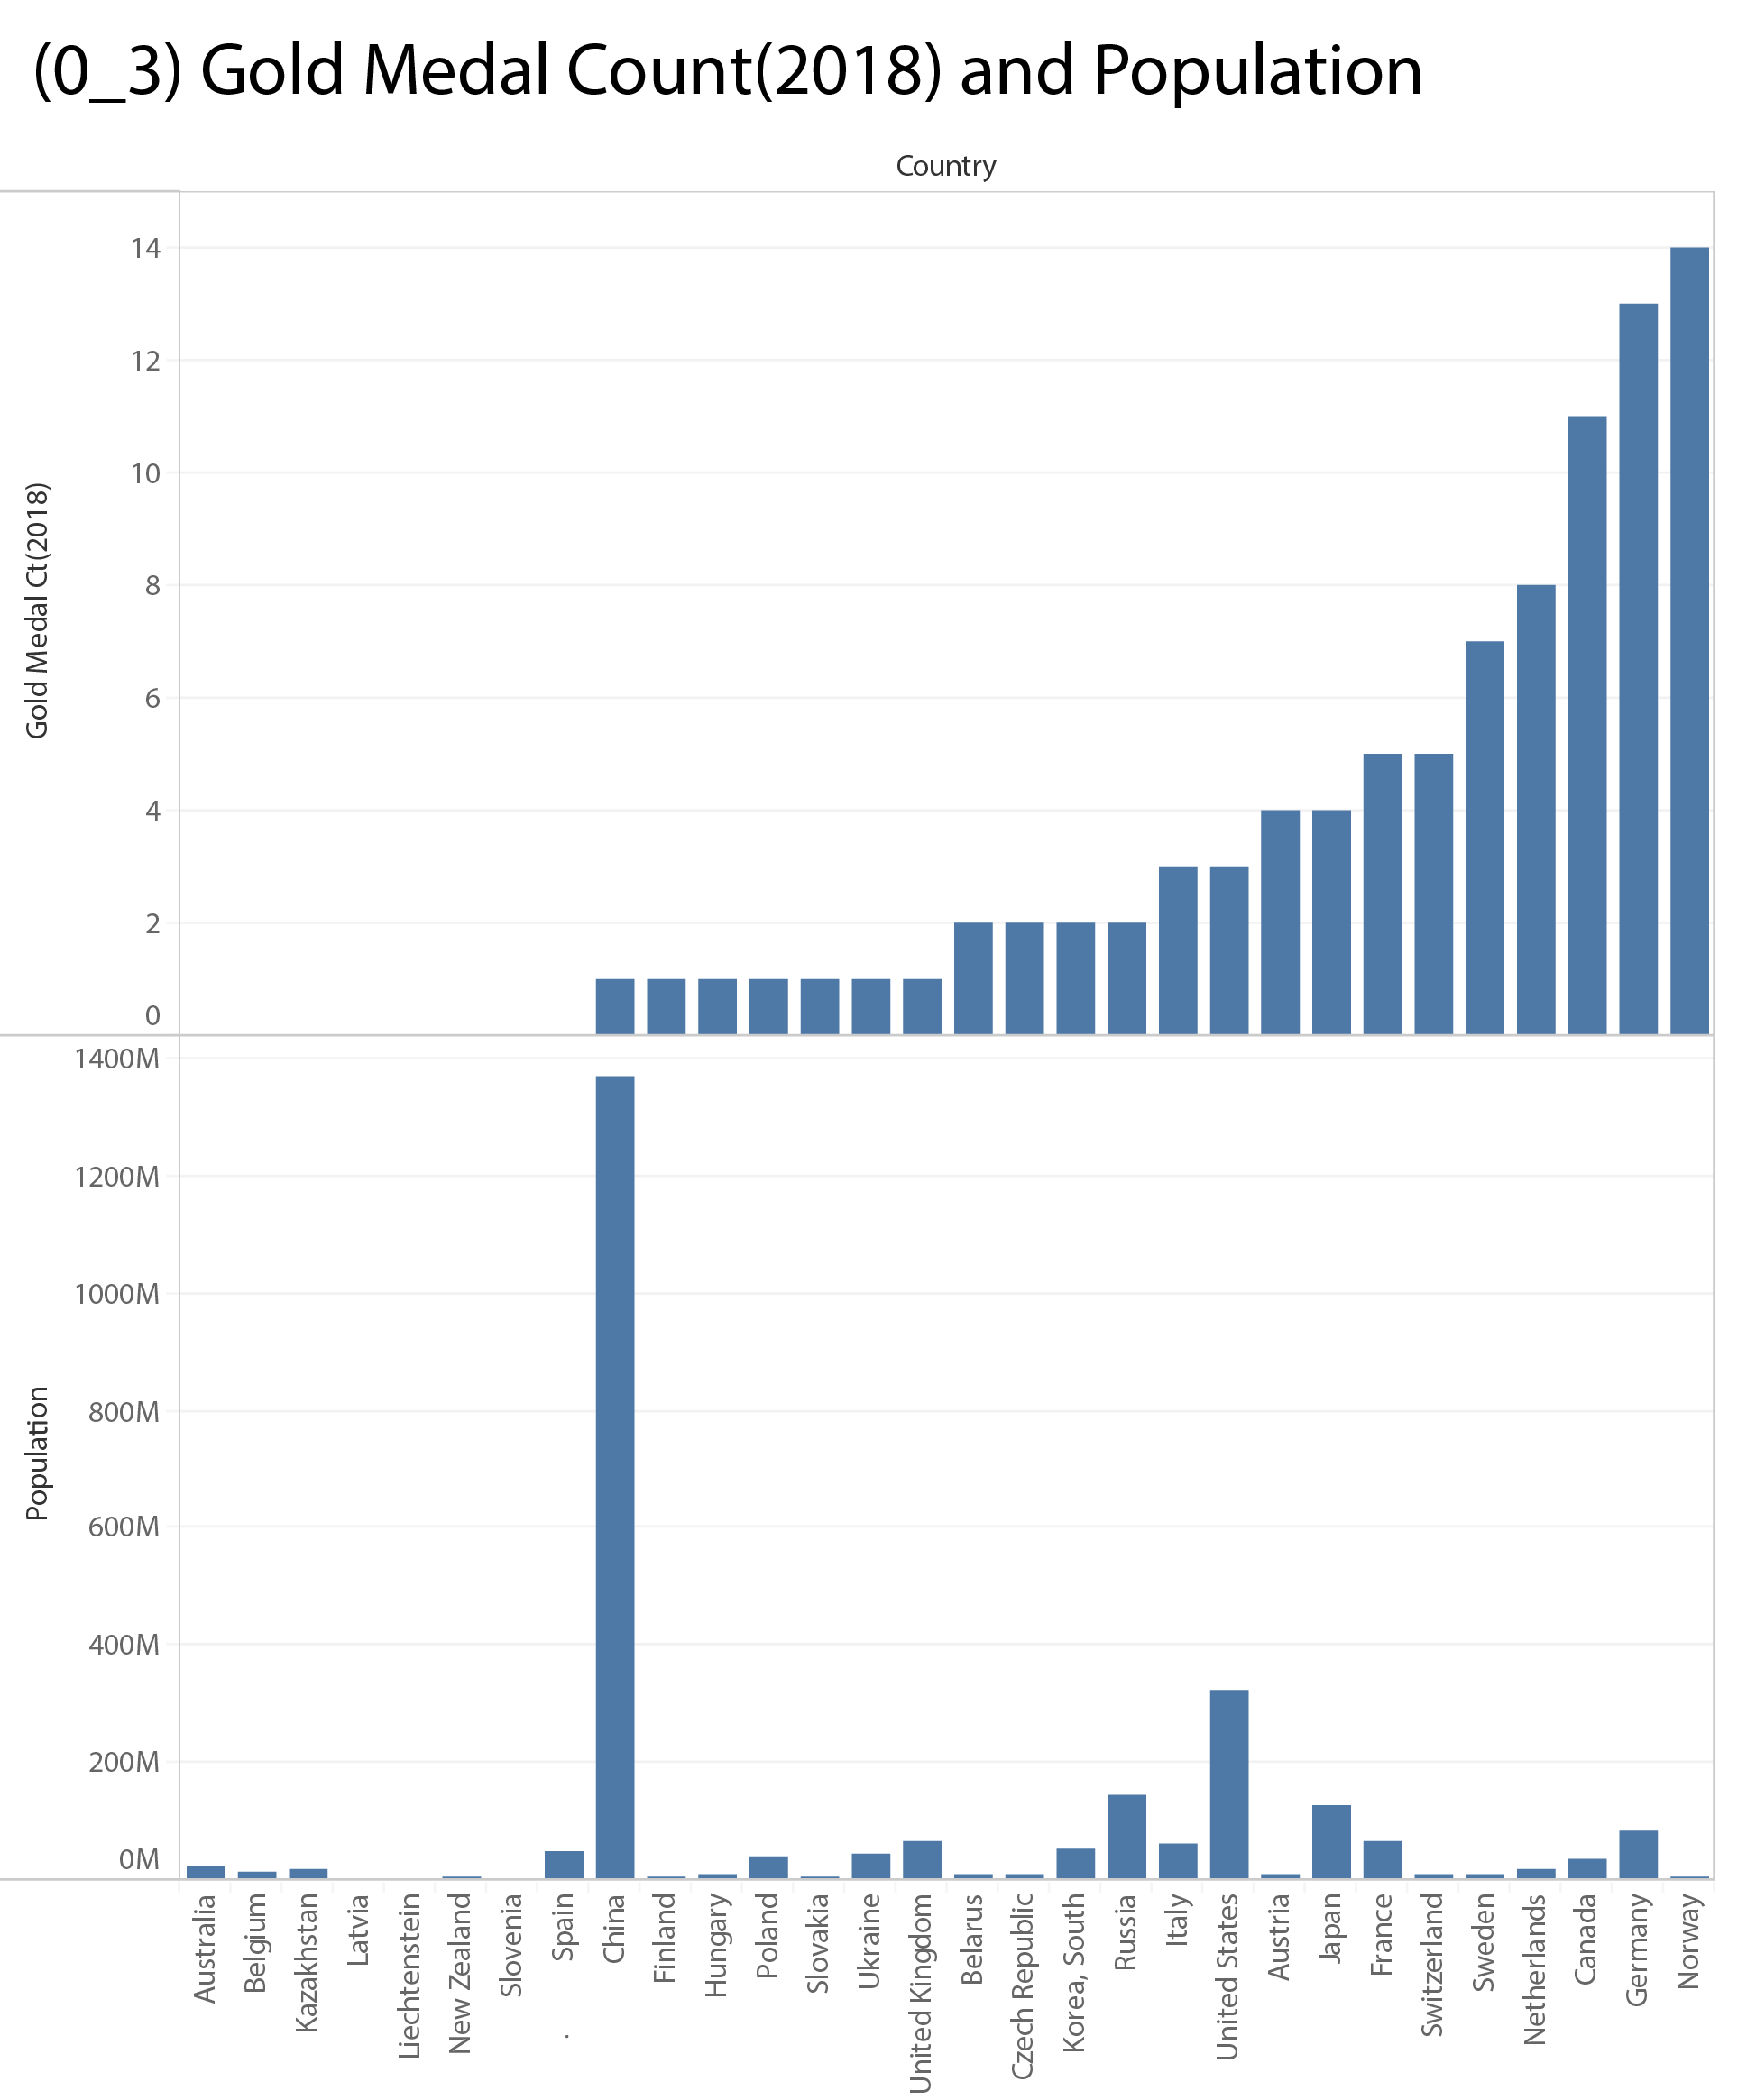 (0_3) Gold Medal Count(2018) and Population
Country
Gold Medal Ct(2018)
14
12
10
8
6
4
2
0
Population
1400M
1200M
1000M
800M
600M
400M
200M
0M
Australia
Belgium
Kazakhstan
Latvia
Liechtenstein
New Zealand
Slovenia
Spain
China
Finland
Hungary
Poland
Slovakia
Ukraine
United Kingdom
Belarus
Czech Republic
Korea, South
Russia
Italy
United States
Austria
Japan
France
Switzerland
Sweden
Netherlands
Canada
Germany
Norway